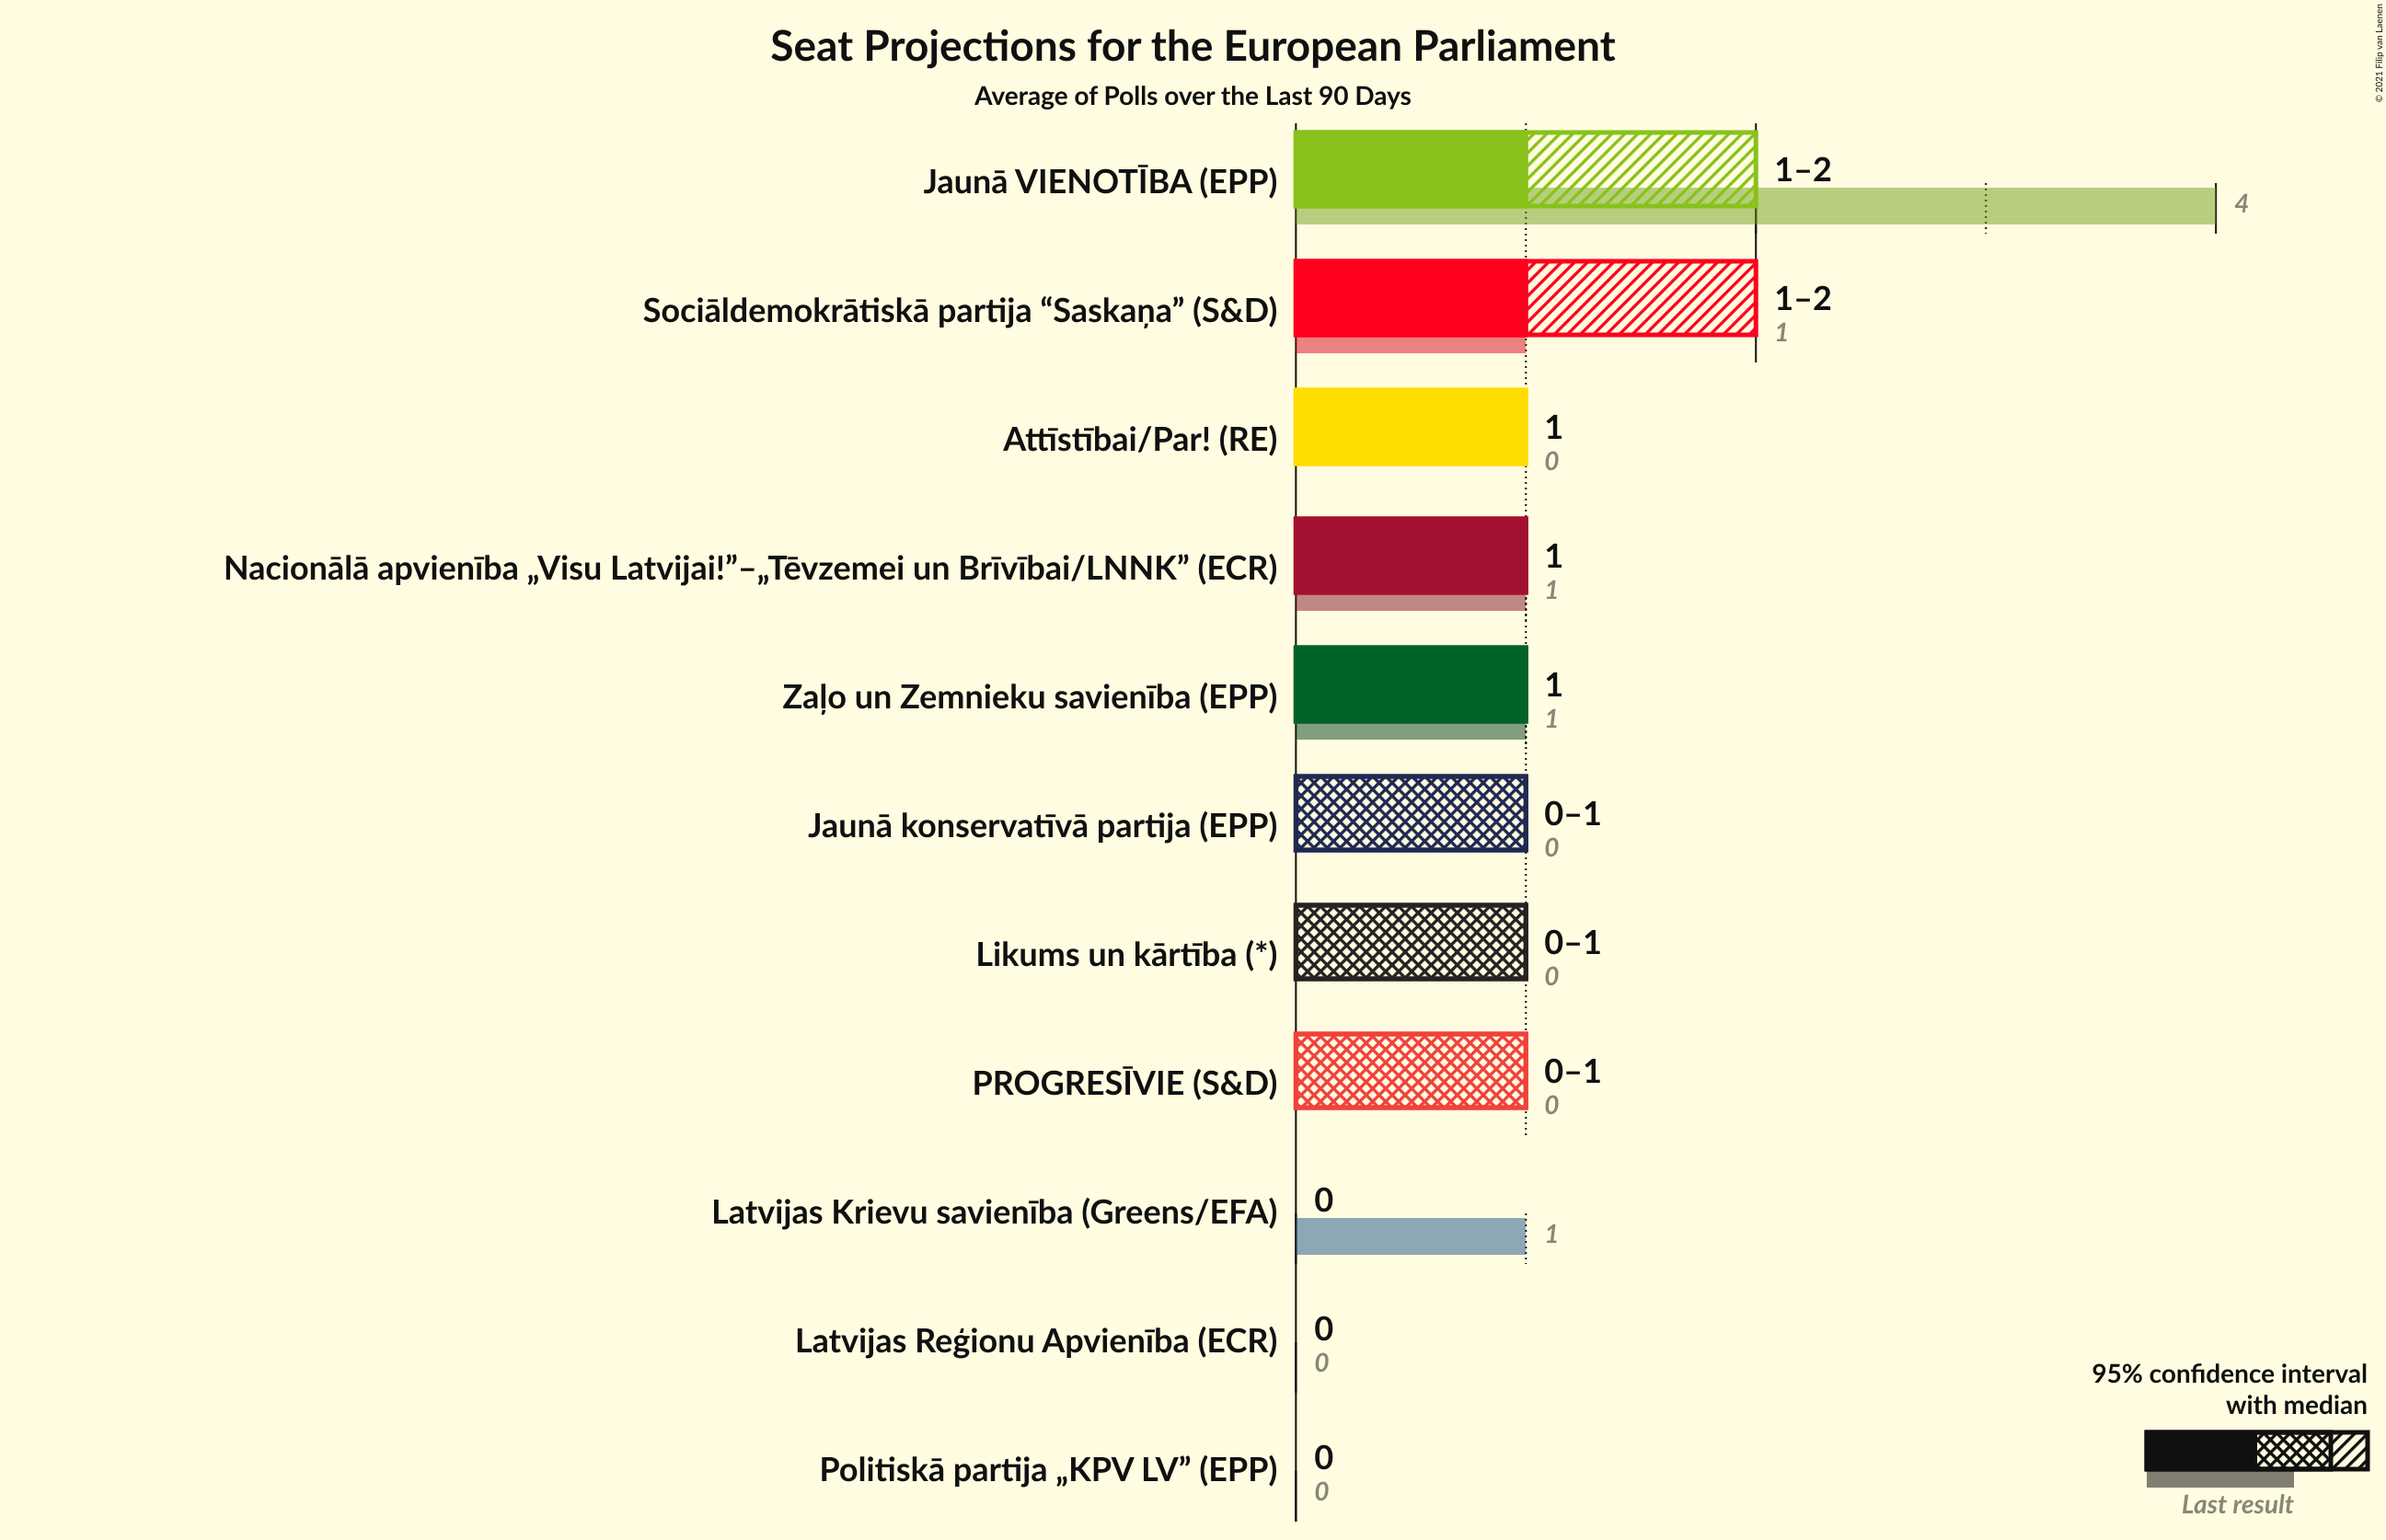 Seat Projections for the European Parliament
Average of Polls over the Last 90 Days
© 2021 Filip van Laenen
Jaunā VIENOTĪBA (EPP)
1–2
4
Sociāldemokrātiskā partija “Saskaņa” (S&D)
1–2
1
Attīstībai/Par! (RE)
1
0
Nacionālā apvienība „Visu Latvijai!”–„Tēvzemei un Brīvībai/LNNK” (ECR)
1
1
Zaļo un Zemnieku savienība (EPP)
1
1
Jaunā konservatīvā partija (EPP)
0–1
0
Likums un kārtība (*)
0–1
0
PROGRESĪVIE (S&D)
0–1
0
Latvijas Krievu savienība (Greens/EFA)
0
1
Latvijas Reģionu Apvienība (ECR)
0
0
Politiskā partija „KPV LV” (EPP)
0
0
95% confidence interval
with median
Last result